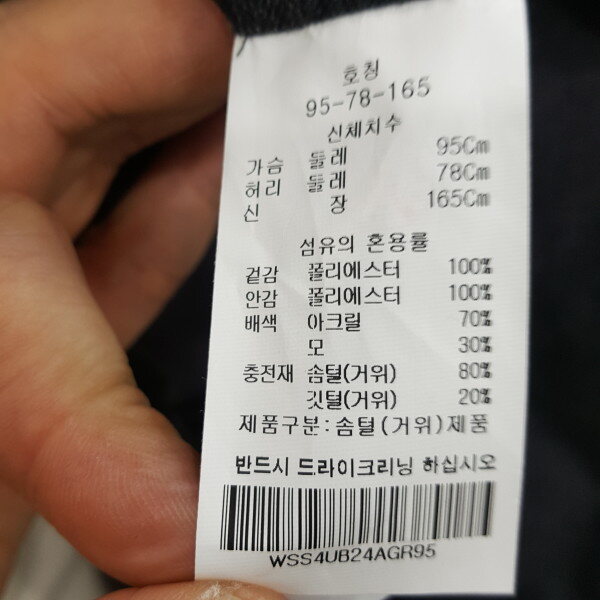 호칭
95-78-165
신체치수
가슴 둘레 95Cm
허리 둘레 78Cm
신 장 165Cm
섬유의 혼용률
겉감 폴리에스터 100%
안감 폴리에스터 100%
배색 아크릴 70%
모 30%
충전재 솜털(거위) 80%
깃털(거위) 20%
제품구분:솜털(거위)제품
반드시 드라이크리닝 하십시오
WSS4UB24AGR95